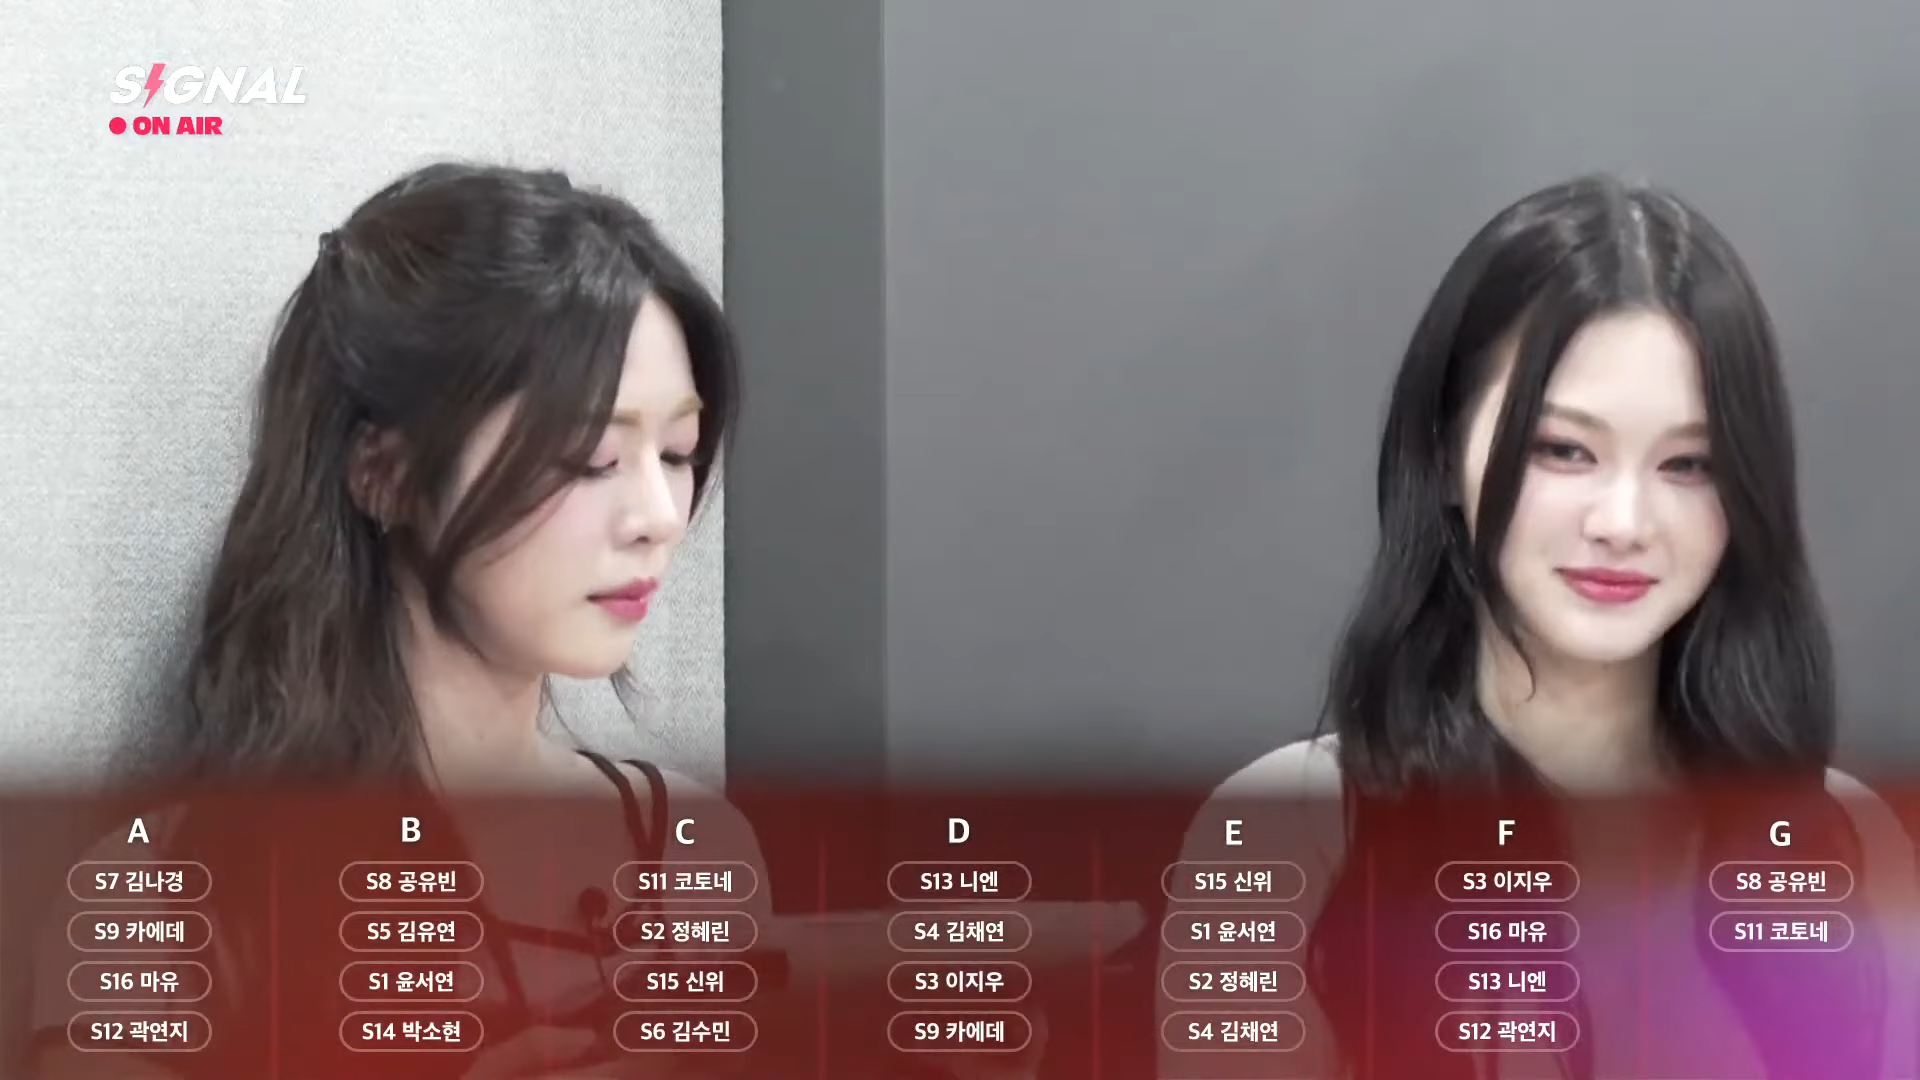 SIGNAL
ON AIR
A
S7 김나경
S9 카에데
S16 마유
S12 곽연지
B
S8 공유빈
S5 김유연
S1 윤서연
S14 박소현
C
S11 코토네
S2 정혜린
S15 신위
S6 김수민
D
S13 니엔
S4 김채연
S3 이지우
S9 카에데
E
S15 신위
S1 윤서연
S2 정혜린
S4 김채연
F
S3 이지우
S16 마유
S13 니엔
S12 곽연지
G
S8 공유빈
S11 코토네